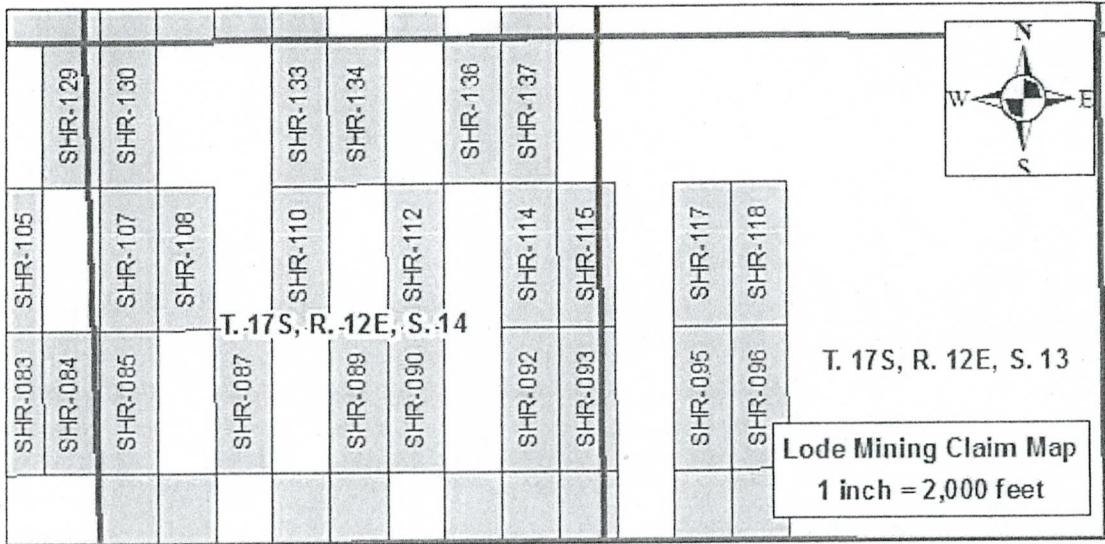 N
W E
S
SHR-129
SHR-130
SHR-133
SHR-134
SHR-136
SHR-137
SHR-105
SHR-107
SHR-108
SHR-110
SHR-112
SHR-114
SHR-115
SHR-117
SHR-118
T. 17S, R. 12E, S. 14
SHR-083
SHR-084
SHR-085
SHR-087
SHR-089
SHR-090
SHR-092
SHR-093
SHR-095
SHR-096
T. 17S, R. 12E, S. 13
Lode Mining Claim Map
1 inch = 2,000 feet